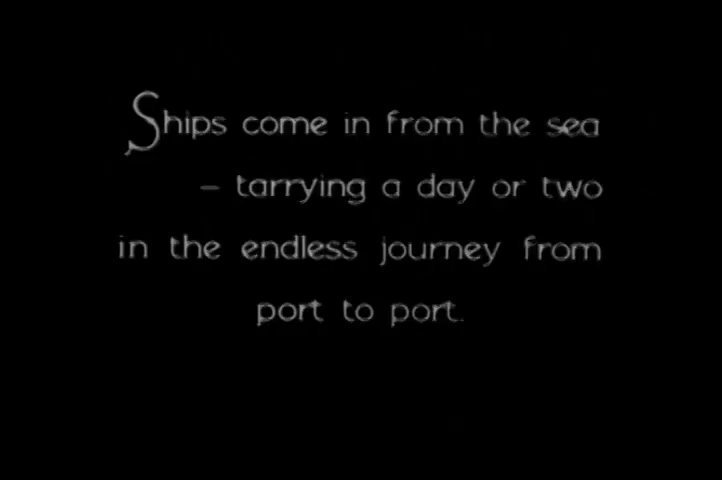 Ships come in from the sea
– tarrying a day or two
in the endless journey from
port to port.